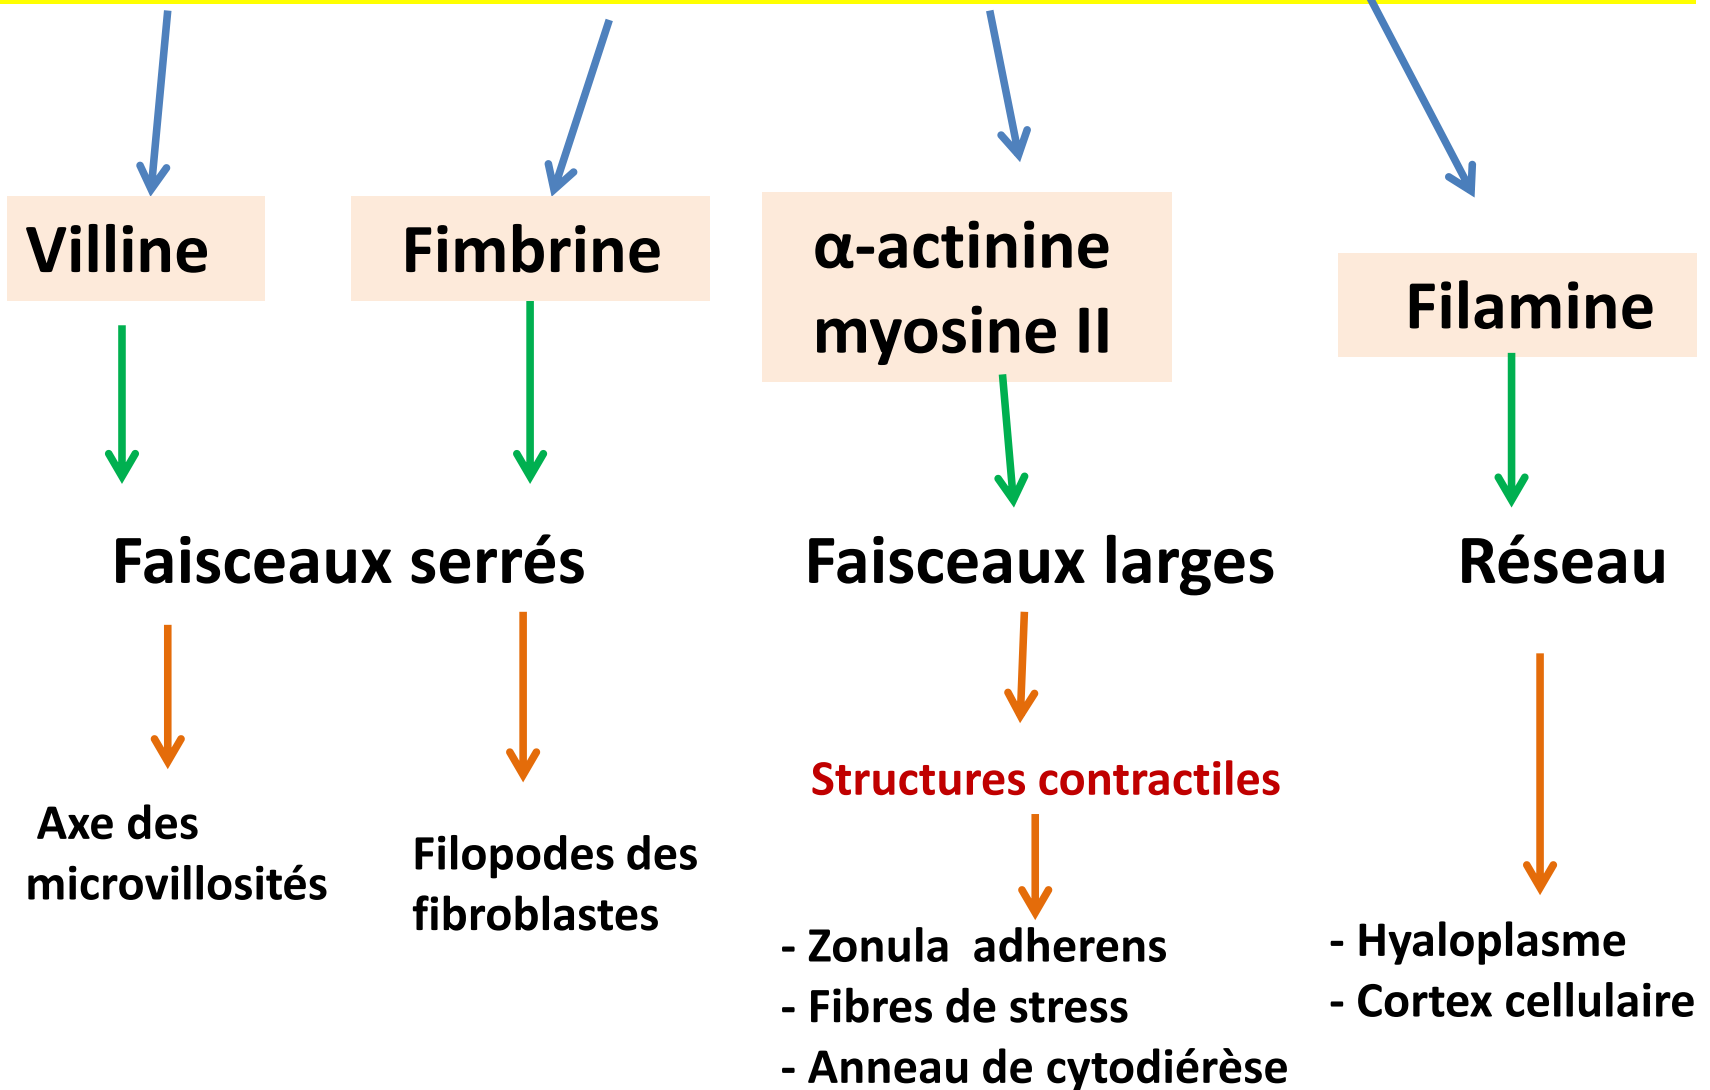 Villine
Fimbrine
α-actinine
myosine II
Filamine
Faisceaux serrés
Faisceaux larges
Réseau
Structures contractiles
Axe des
microvillosités
Filopodes des
fibroblastes
- Zonula  adherens
- Fibres de stress
- Anneau de cytodiérèse
- Hyaloplasme
- Cortex cellulaire